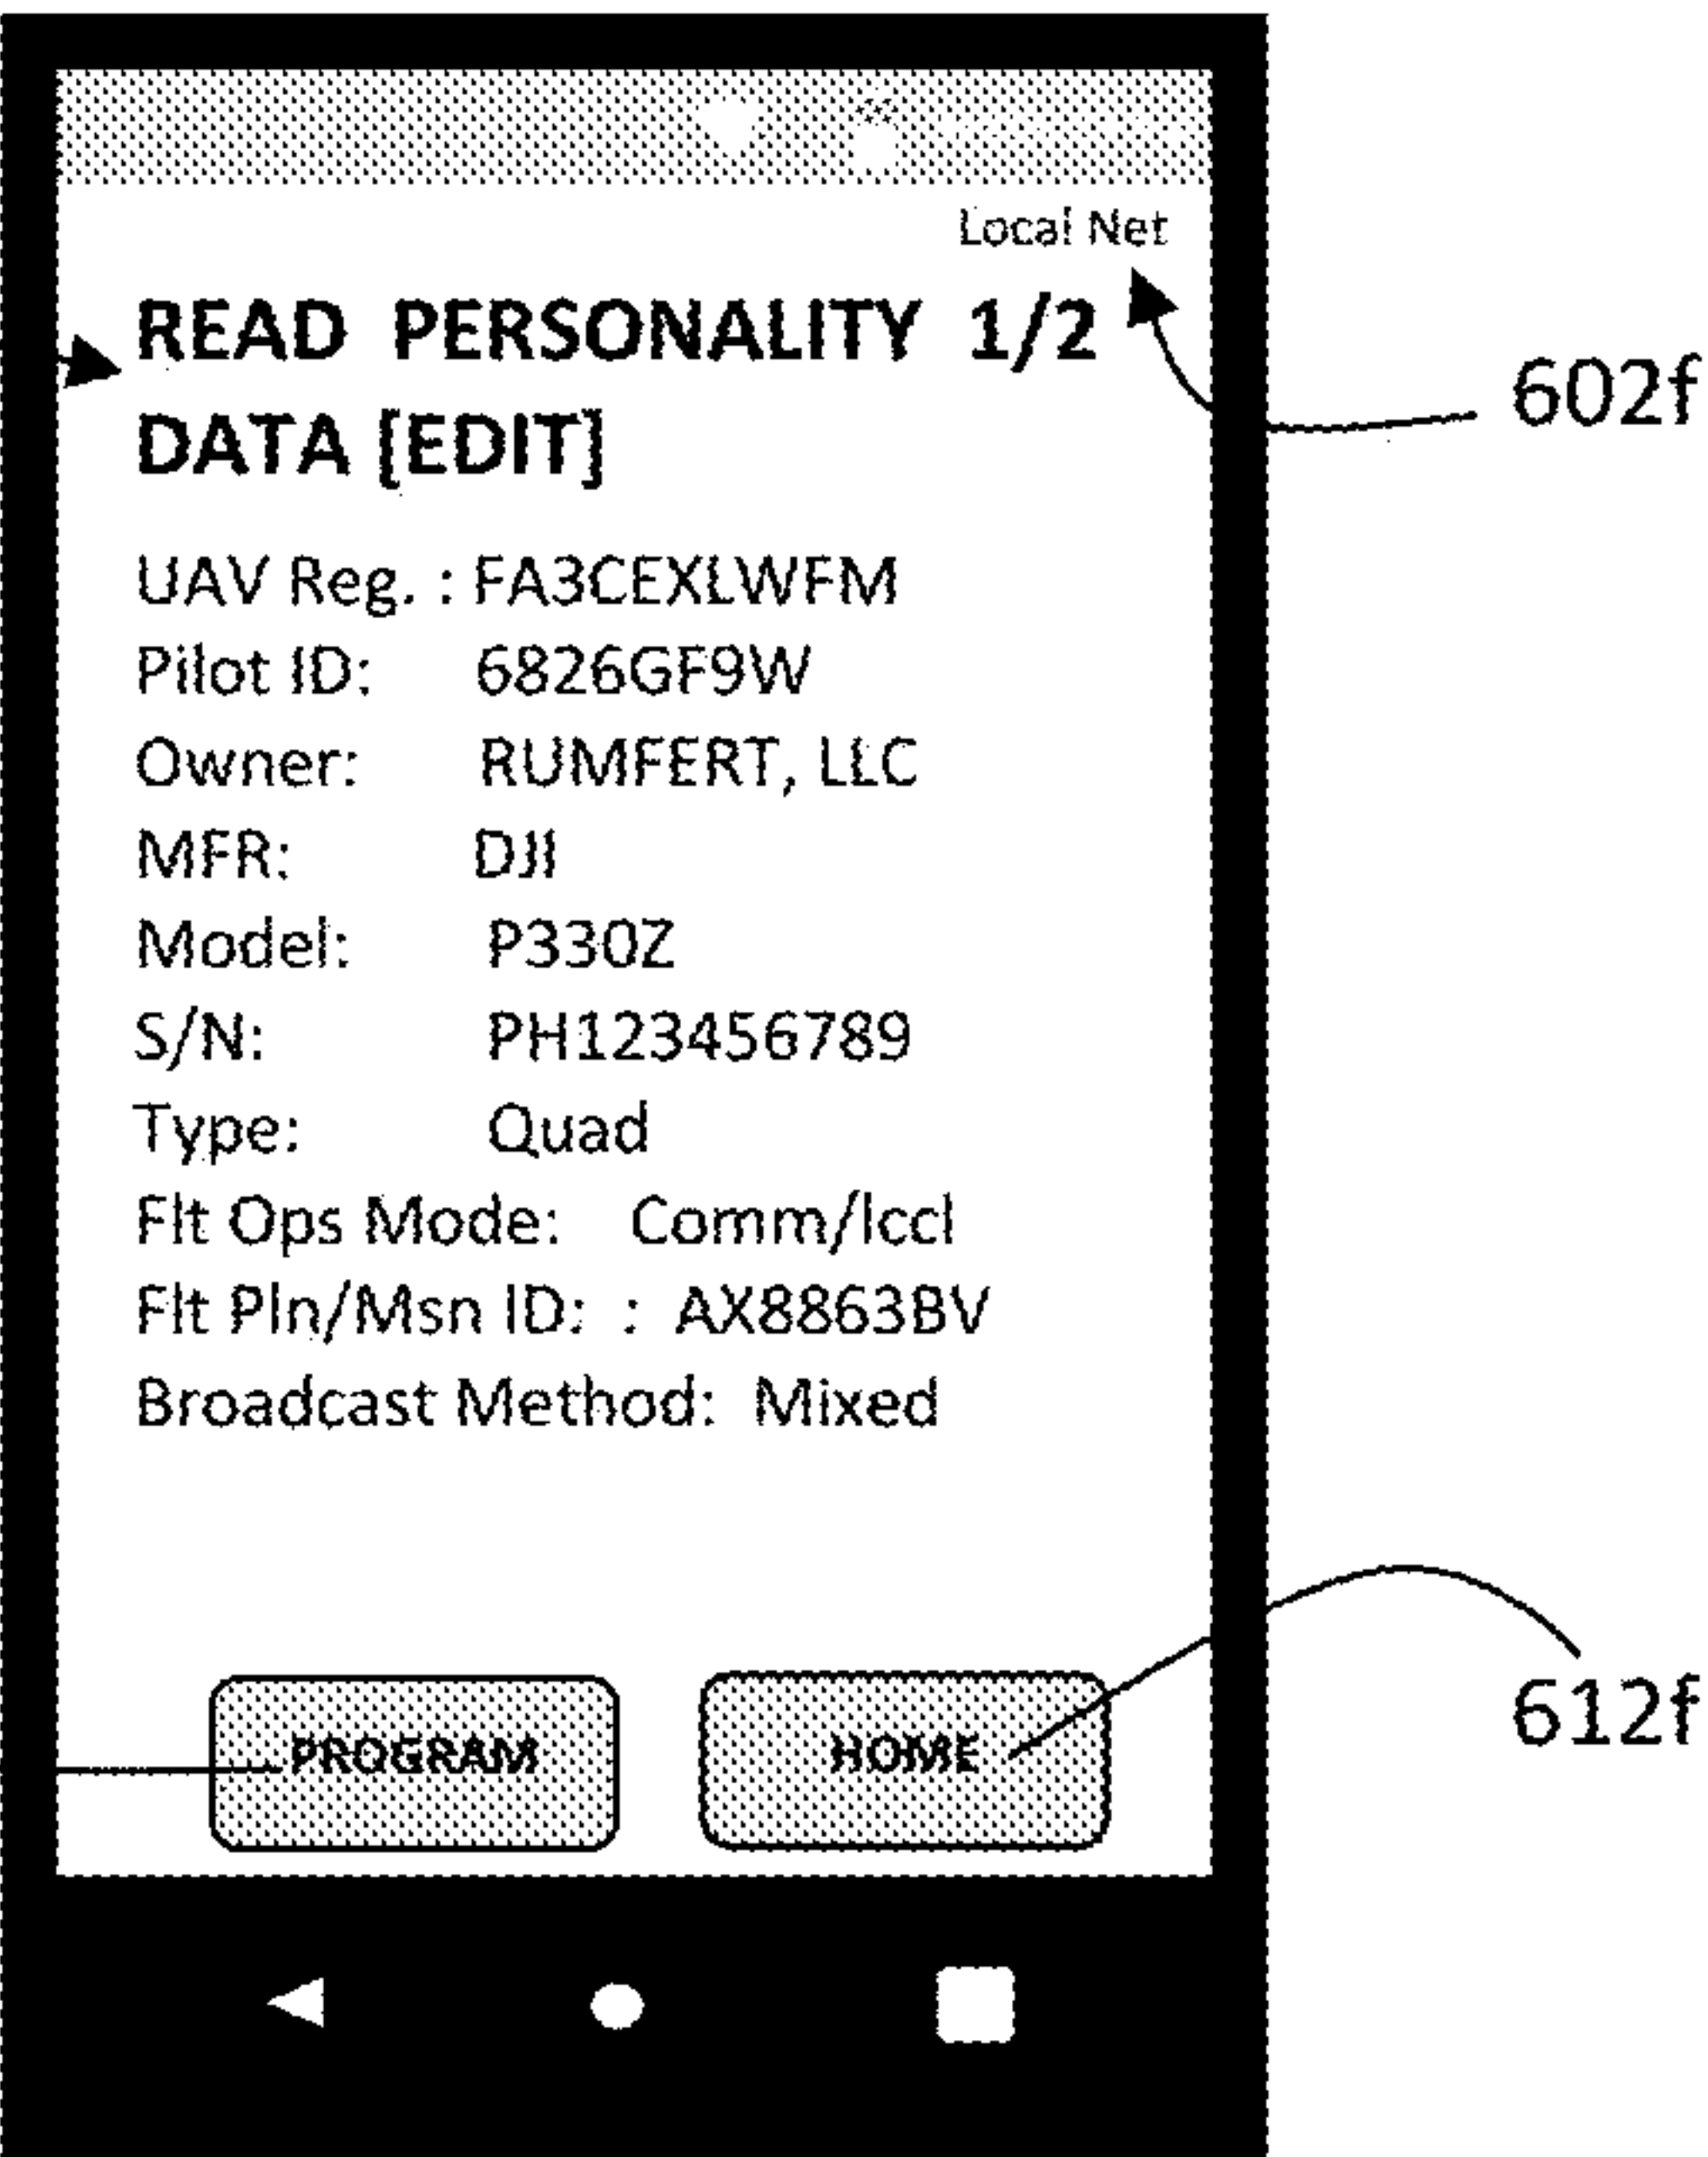 Local Net
READ PERSONALITY 1/2
DATA [EDIT]
602f
UAV Reg. : FA3CEXLWFM
Pilot ID: 6826GF9W
Owner: RUMFERT, LLC
MFR: DJI
Model: P330Z
S/N: PH123456789
Type: Quad
Flt Ops Mode: Comm/lccl
Flt Pln/Msn ID: : AX8863BV
Broadcast Method: Mixed
PROGRAM
HOME
612f